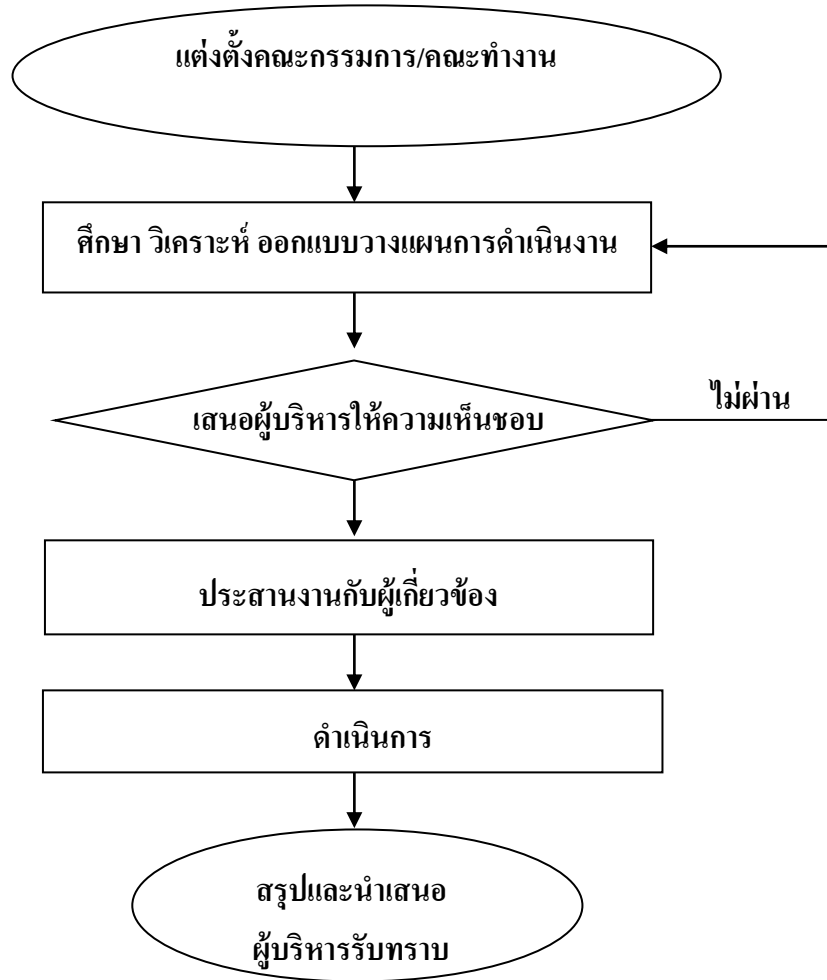 แต่งตั้งคณะกรรมการ/คณะทำงาน
ศึกษา วิเคราะห์ ออกแบบวางแผนการดำเนินงาน
ไม่ผ่าน
เสนอผู้บริหารให้ความเห็นชอบ
ประสานงานกับผู้เกี่ยวข้อง
ดำเนินการ
สรุปและนำเสนอ
ผู้บริหารรับทราบ